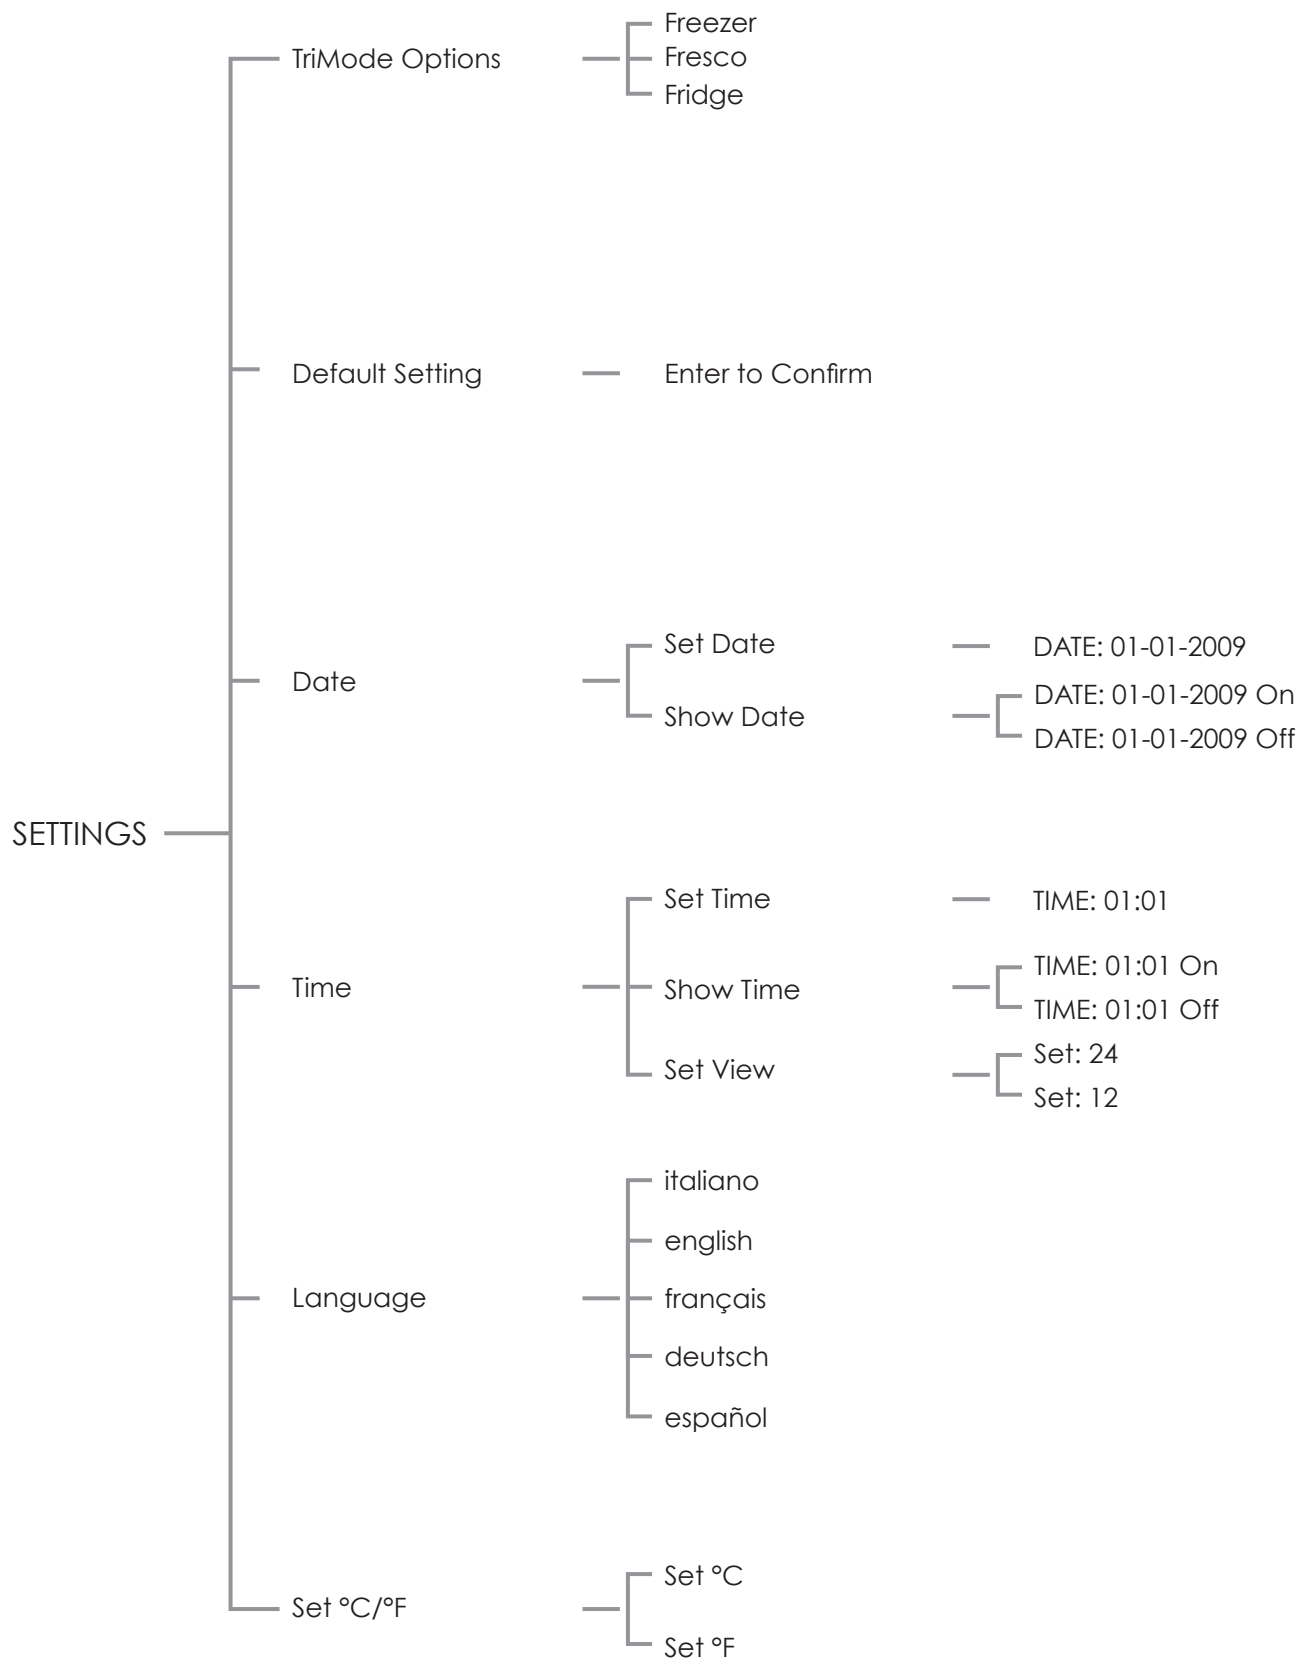 SETTINGS
TriMode Options
Freezer
Fresco
Fridge
Default Setting
Enter to Confirm
Date
Set Date
DATE: 01-01-2009
Show Date
DATE: 01-01-2009 On
DATE: 01-01-2009 Off
Time
Set Time
TIME: 01:01
Show Time
TIME: 01:01 On
TIME: 01:01 Off
Set View
Set: 24
Set: 12
Language
italiano
english
français
deutsch
español
Set °C/°F
Set °C
Set °F